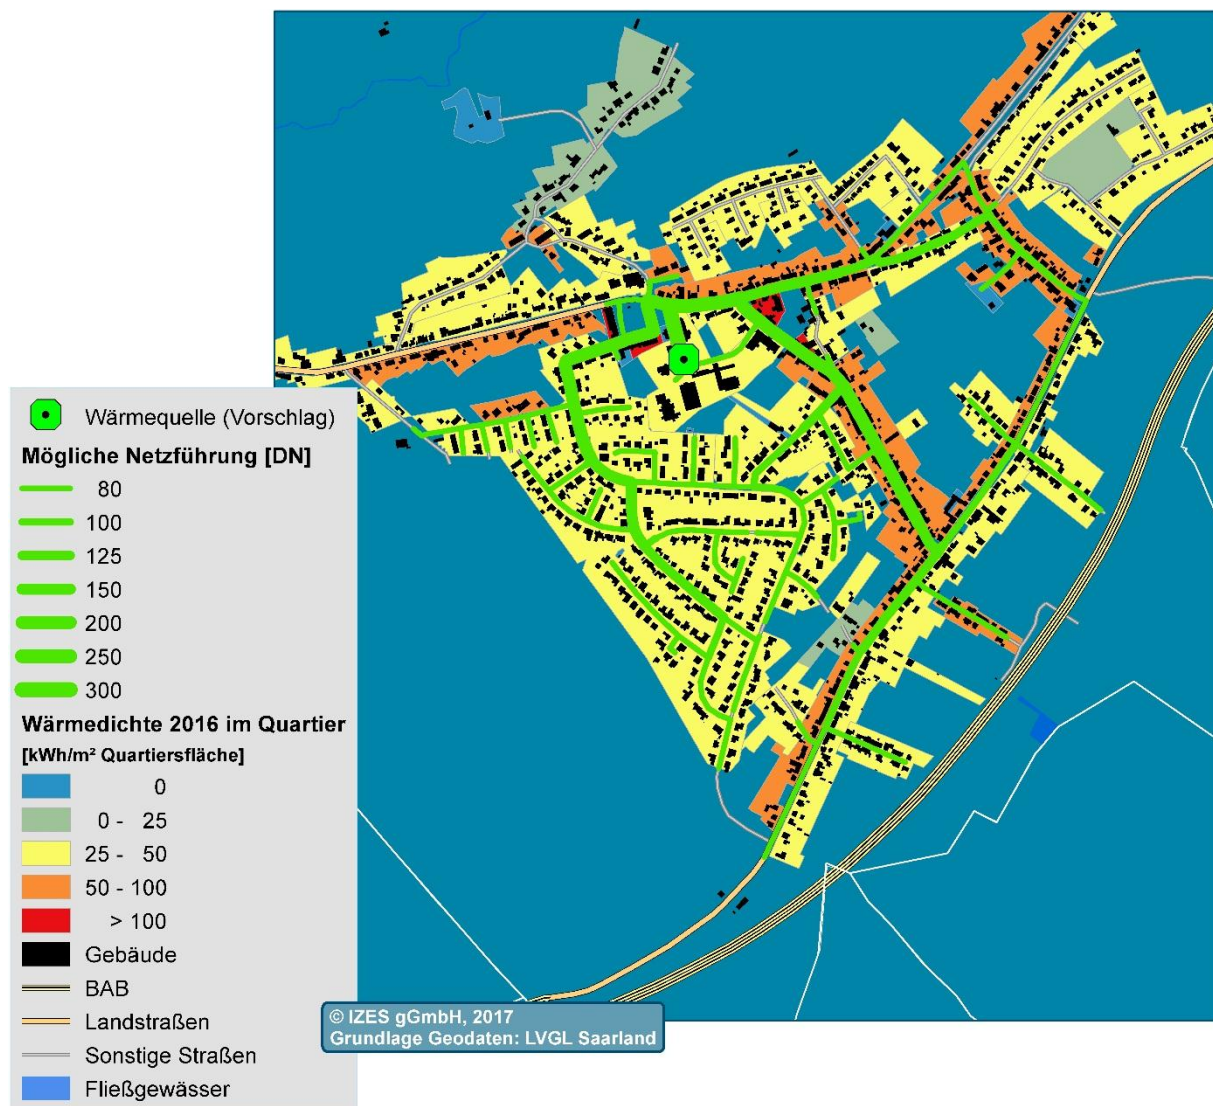 Wärmequelle (Vorschlag)
Mögliche Netzführung [DN]
80
100
125
150
200
250
300
Wärmedichte 2016 im Quartier
[kWh/m² Quartiersfläche]
0
0 - 25
25 - 50
50 - 100
> 100
Gebäude
BAB
Landstraßen
Sonstige Straßen
Fließgewässer
© IZES gGmbH, 2017
Grundlage Geodaten: LVGL Saarland